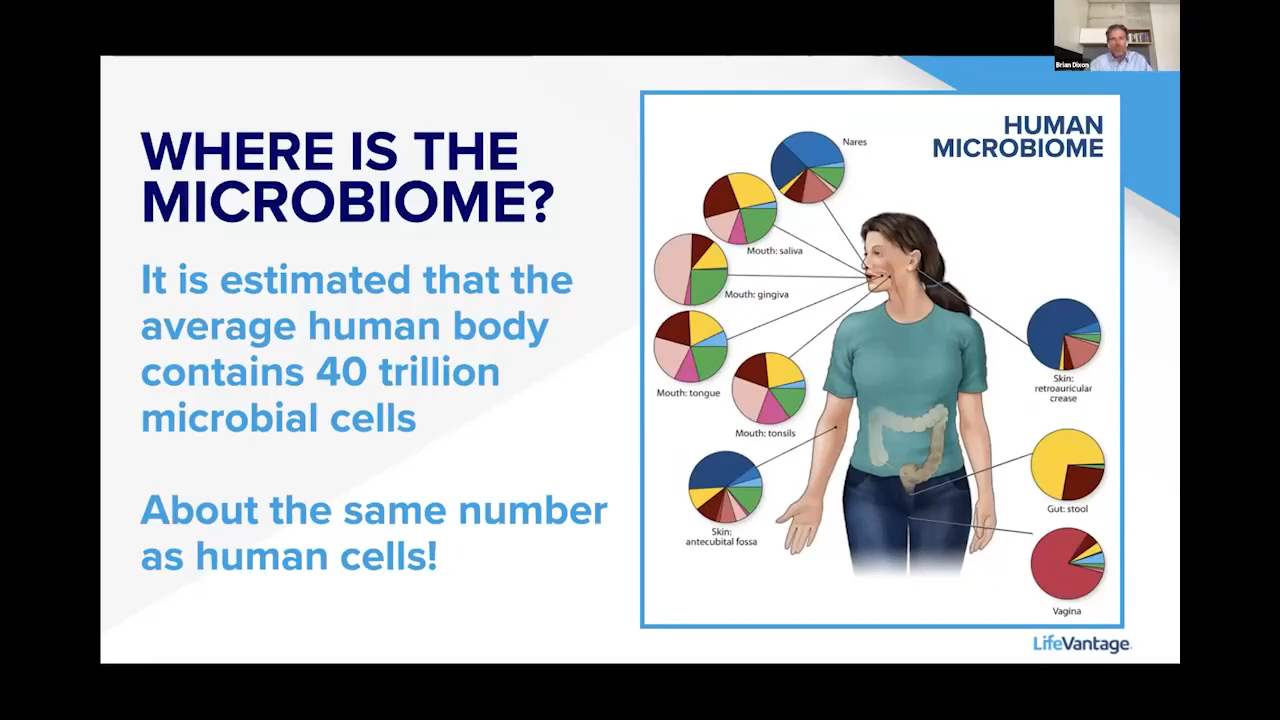 Brian Dixon
WHERE IS THE
MICROBIOME?
It is estimated that the
average human body
contains 40 trillion
microbial cells
About the same number
as human cells!
HUMAN
MICROBIOME
Nares
Mouth: saliva
Mouth: gingiva
Mouth: tongue
Mouth: tonsils
Skin:
antecubital fossa
Skin:
retroauricular
crease
Gut: stool
Vagina
LifeVantage